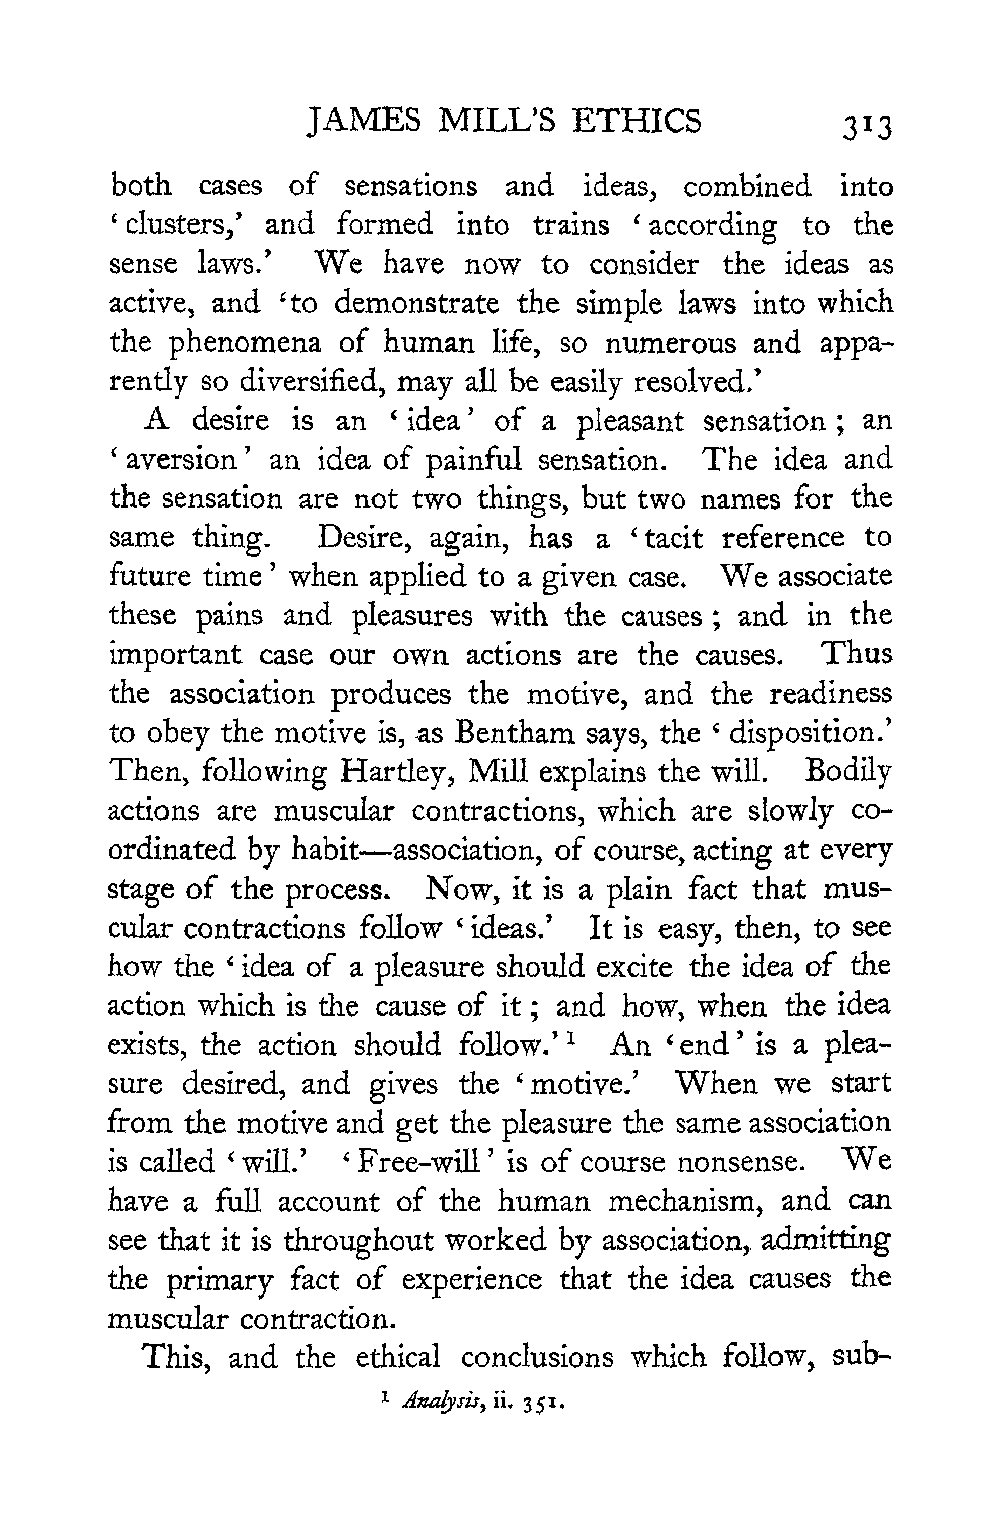 JAMES MILL'S ETHICS 313
both cases of sensations and ideas, combined into
‘clusters,’ and formed into trains ‘according to the
sense laws.’ We have now to consider the ideas as
active, and ‘to demonstrate the simple laws into which
the phenomena of human life, so numerous and appa-
rently so diversified, may all be easily resolved.’
A desire is an ‘idea’ of a pleasant sensation; an
‘aversion’ an idea of painful sensation. The idea and
the sensation are not two things, but two names for the
same thing. Desire, again, has a ‘tacit reference to
future time’ when applied to a given case. We associate
these pains and pleasures with the causes; and in the
important case our own actions are the causes. Thus
the association produces the motive, and the readiness
to obey the motive is, as Bentham says, the ‘disposition.’
Then, following Hartley, Mill explains the will. Bodily
actions are muscular contractions, which are slowly co-
ordinated by habit—association, of course, acting at every
stage of the process. Now, it is a plain fact that mus-
cular contractions follow ‘ideas.’ It is easy, then, to see
how the ‘idea of a pleasure should excite the idea of the
action which is the cause of it; and how, when the idea
exists, the action should follow.’¹ An ‘end’ is a plea-
sure desired, and gives the ‘motive.’ When we start
from the motive and get the pleasure the same association
is called ‘will.’ ‘Free-will’ is of course nonsense. We
have a full account of the human mechanism, and can
see that it is throughout worked by association, admitting
the primary fact of experience that the idea causes the
muscular contraction.
This, and the ethical conclusions which follow, sub-
¹ Analysis, ii. 351.